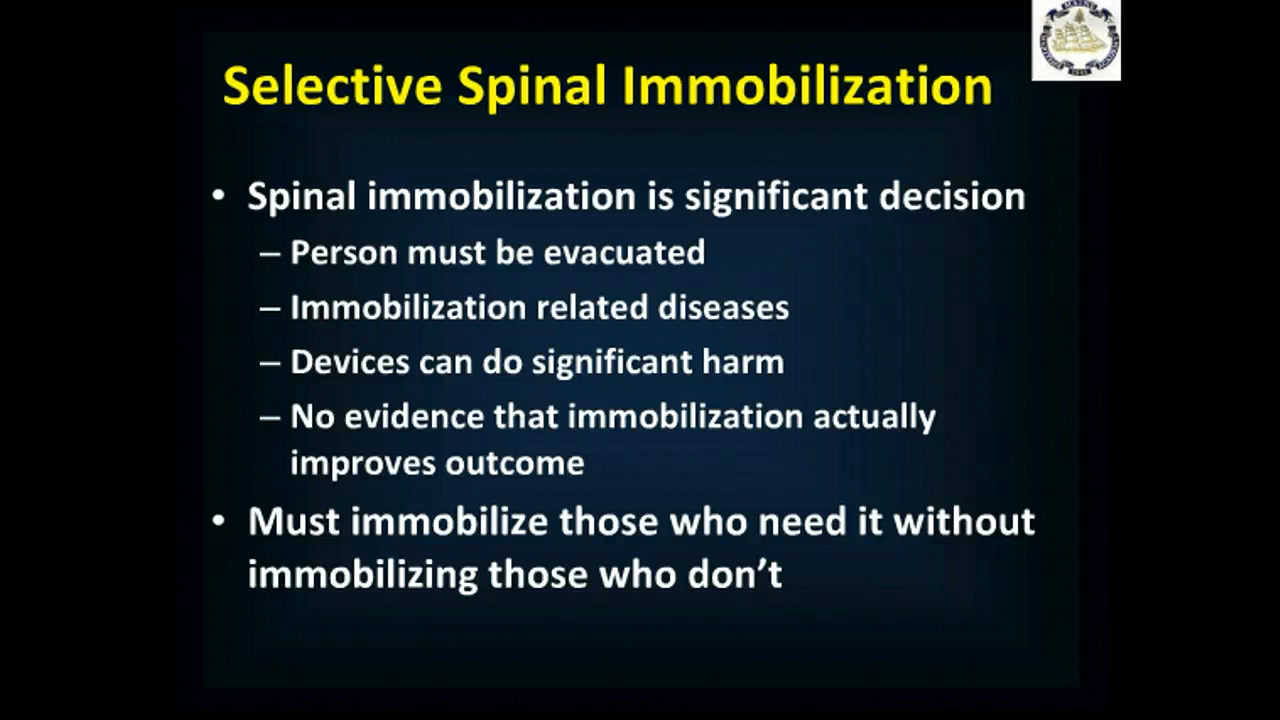 Selective Spinal Immobilization
• Spinal immobilization is significant decision
– Person must be evacuated
– Immobilization related diseases
– Devices can do significant harm
– No evidence that immobilization actually
improves outcome
• Must immobilize those who need it without
immobilizing those who don’t